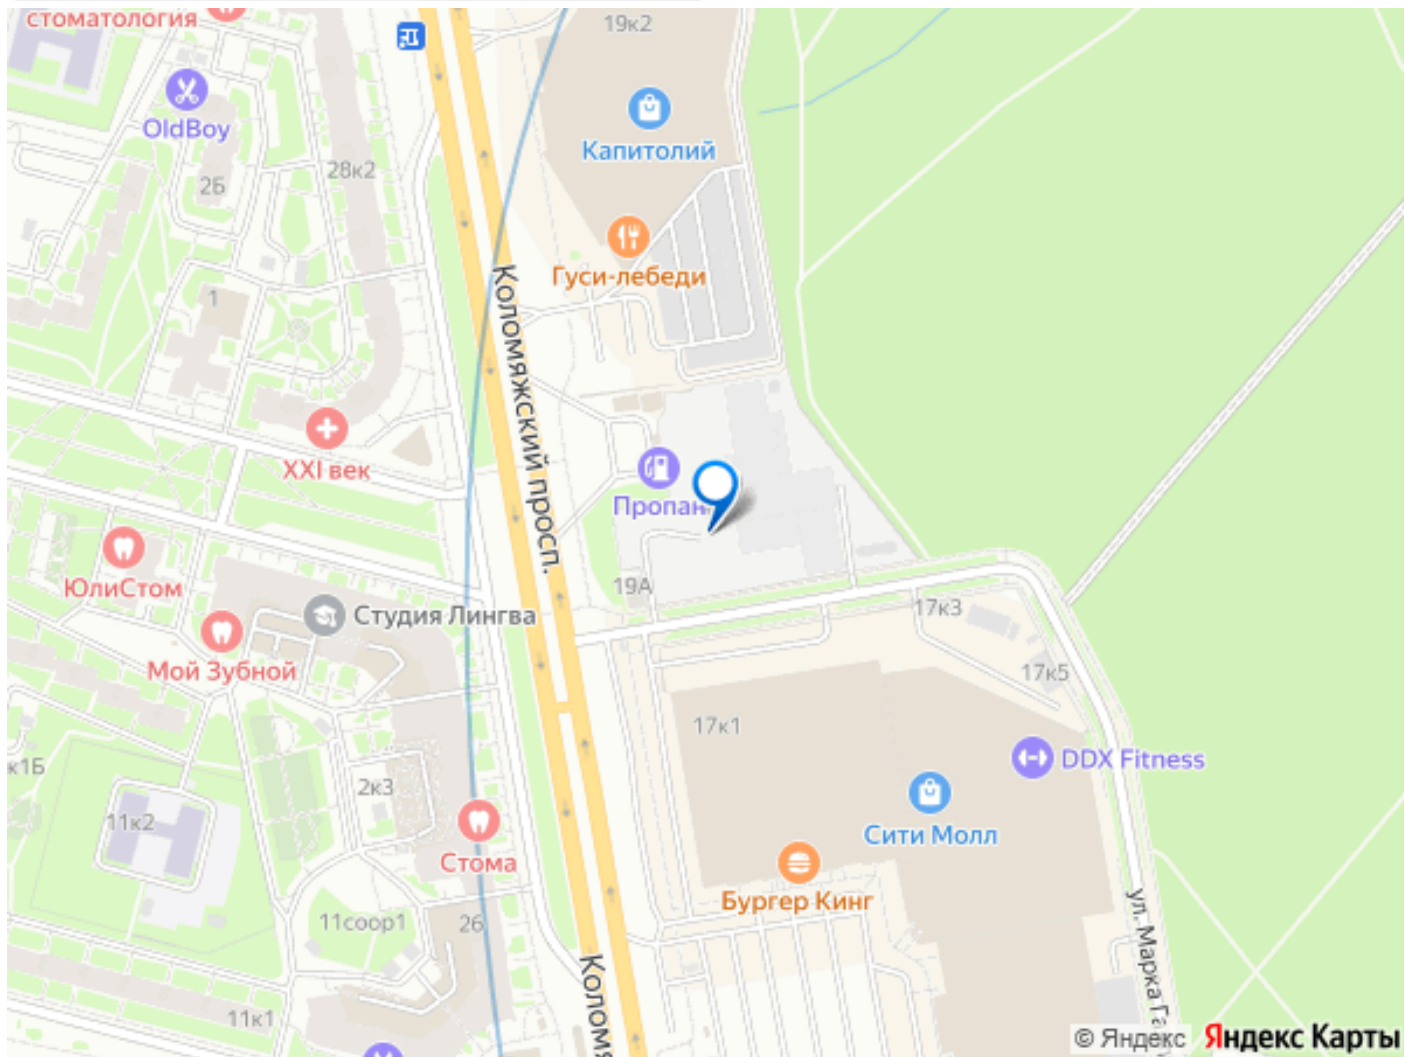 стоматология
19к2
OldBoy
Капитолий
28к2
2Б
Гуси-лебеди
1
Коломяжский просп.
XXI век
Пропан
ЮлиСтом
19А
Студия Лингва
17к3
Мой Зубной
17к5
17к1
к1Б
DDX Fitness
2к3
11к2
Сити Молл
Стома
Бургер Кинг
11соор1
26
ул. Марка Га
Колом
11к1
© Яндекс Яндекс Карты